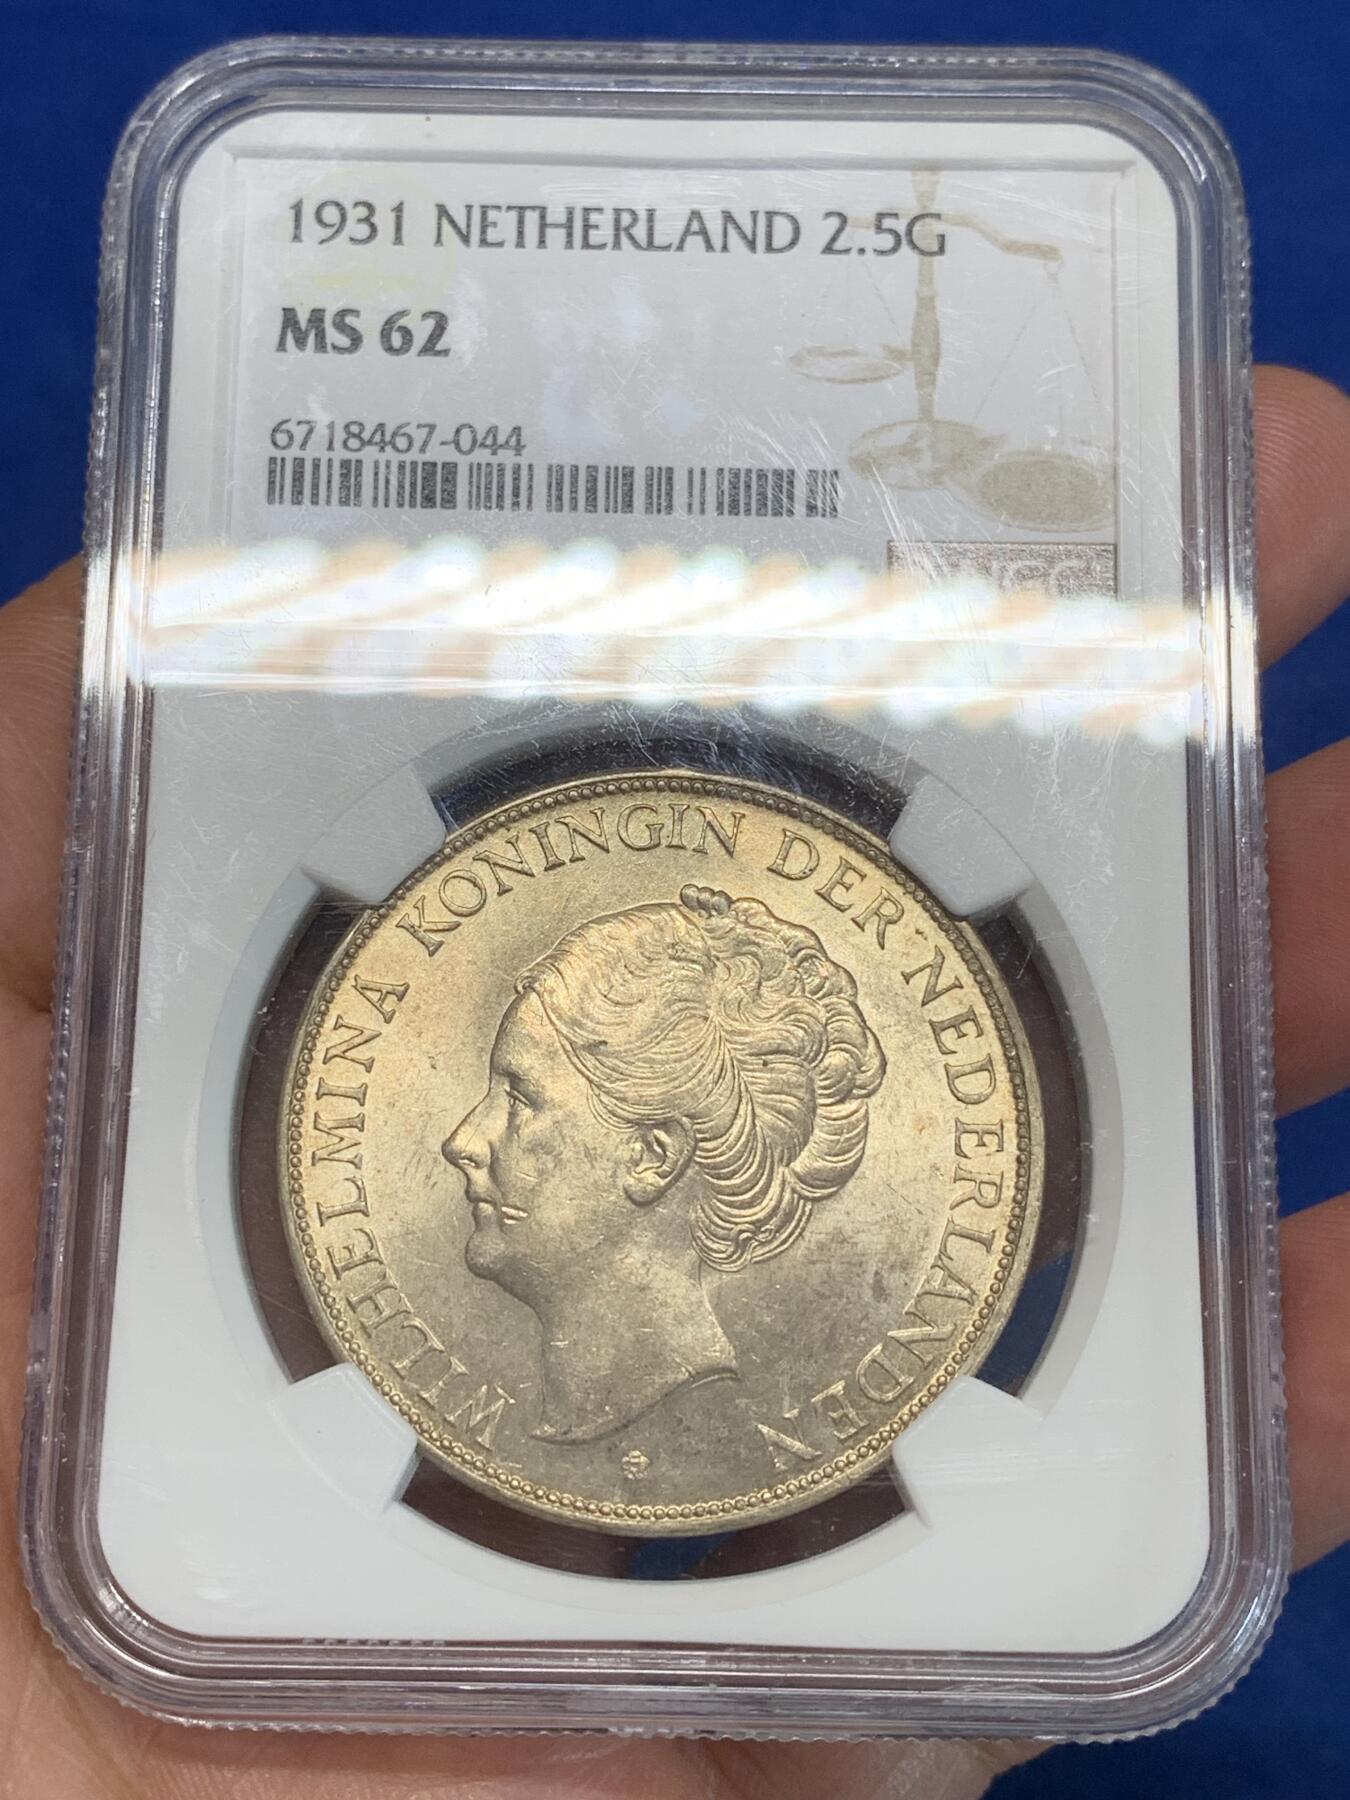 1931 NETHERLAND 2.5G
MS 62
6718467-044
WILHELMINA KONINGIN DER NEDERLANDEN